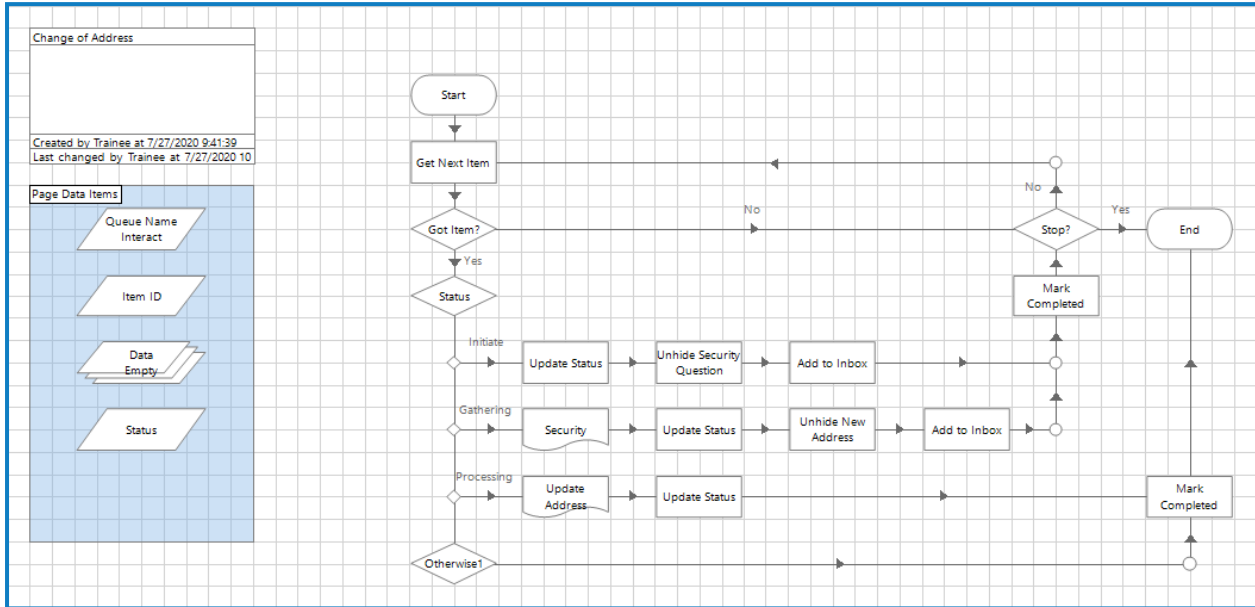 Change of Address
Created by Trainee at 7/27/2020 9:41:39
Last changed by Trainee at 7/27/2020 10
Page Data Items
Queue Name
Interact
Item ID
Data
Empty
Status
Start
Get Next Item
Got Item?
No
Yes
Status
No
Stop?
Yes
End
Mark
Completed
Initiate
Update Status
Unhide Security
Question
Add to Inbox
Gathering
Security
Update Status
Unhide New
Address
Add to Inbox
Processing
Update
Address
Update Status
Mark
Completed
Otherwise1